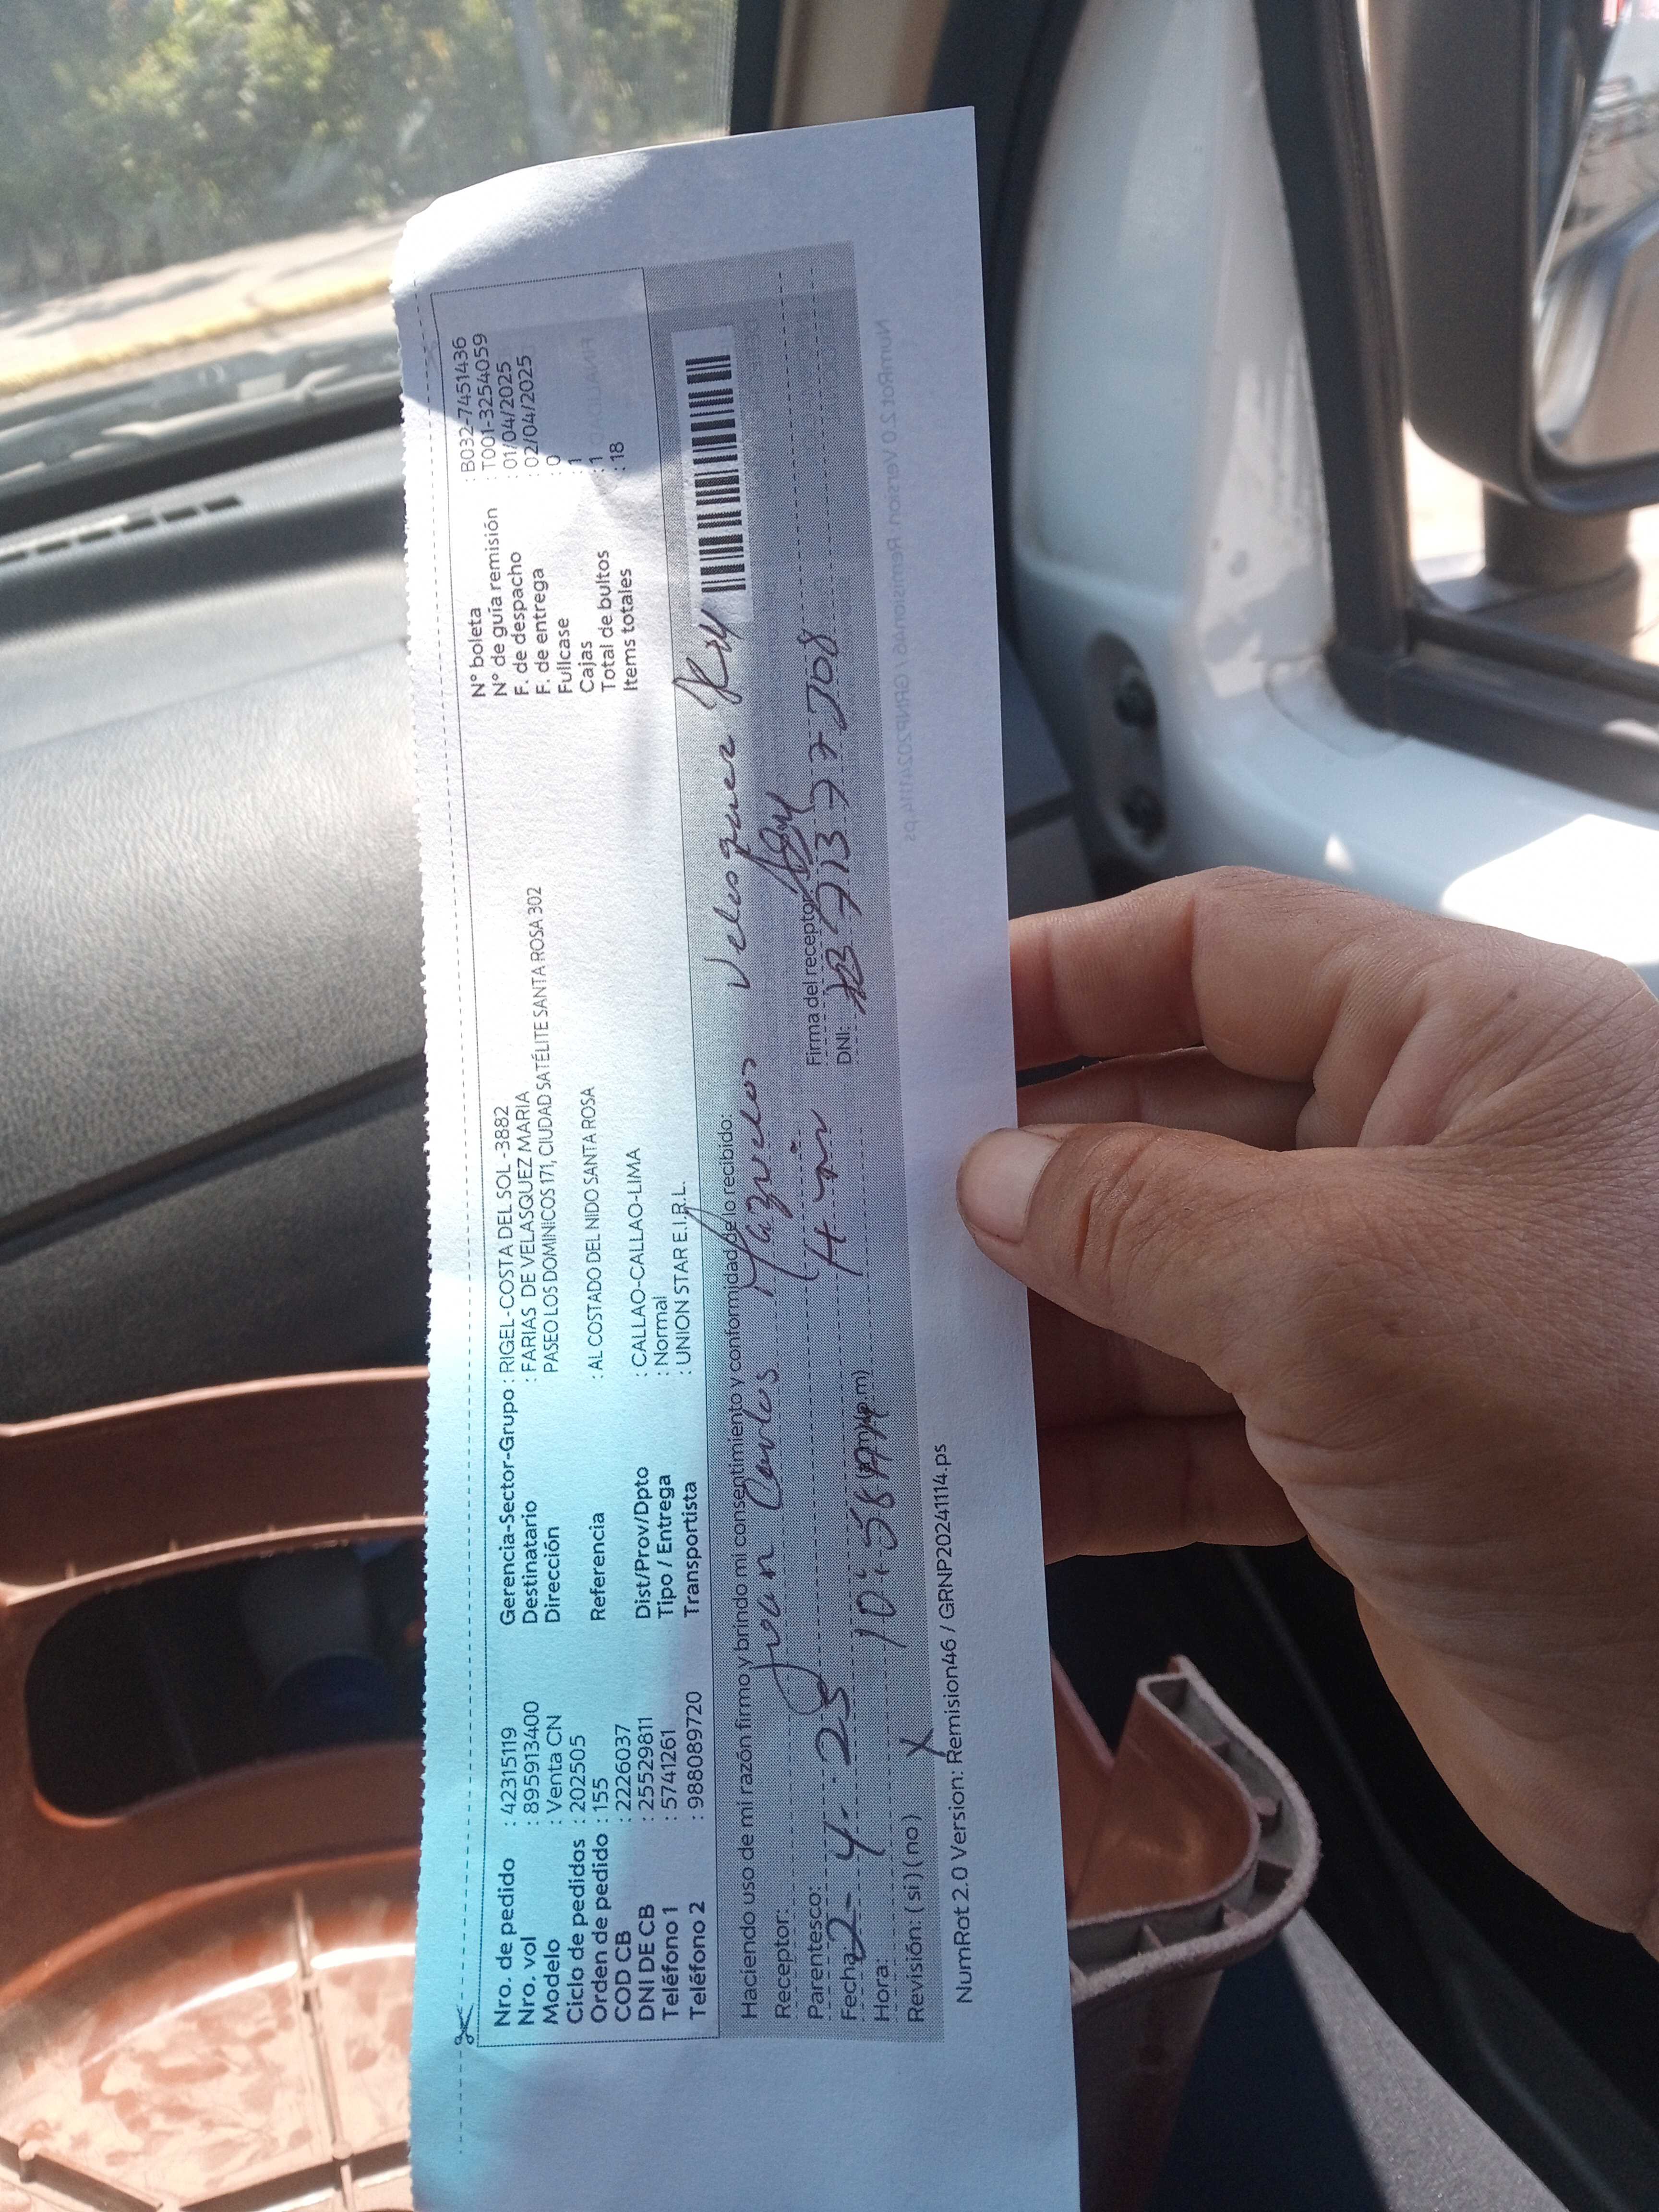 Nro. de pedido : 42315119
Nro. vol : 895913400
Modelo : Venta CN
Ciclo de pedidos : 202505
Orden de pedido : 155
COD CB : 2226037
DNI DE CB : 25529811
Teléfono 1 : 5741261
Teléfono 2 : 988089720
Gerencia-Sector-Grupo : RIGEL-COSTA DEL SOL -3882
Destinatario : FARIAS DE VELASQUEZ MARIA
Dirección PASEO LOS DOMINICOS 171, CIUDAD SATÉLITE SANTA ROSA 302
Referencia : AL COSTADO DEL NIDO SANTA ROSA
Dist/Prov/Dpto : CALLAO-CALLAO-LIMA
Tipo / Entrega : Normal
Transportista : UNION STAR E.I.R.L.
N° boleta : B032-7451436
N° de guía remisión : T001-3254059
F. de despacho : 01/04/2025
F. de entrega : 02/04/2025
Fullcase : 0
Cajas : 1
Total de bultos : 1
Items totales : 18
Haciendo uso de mi razón firmo y brindo mi consentimiento y conformidad de lo recibido:
Receptor: Juan Carlos
Parentesco:
Firma del receptor
Fecha 2-4-25
DNI:
Hora: 10:58 AM (am/p.m)
Revisión: ( si ) ( no ) X
NumRot 2.0 Version: Remision46 / GRNP20241114.ps